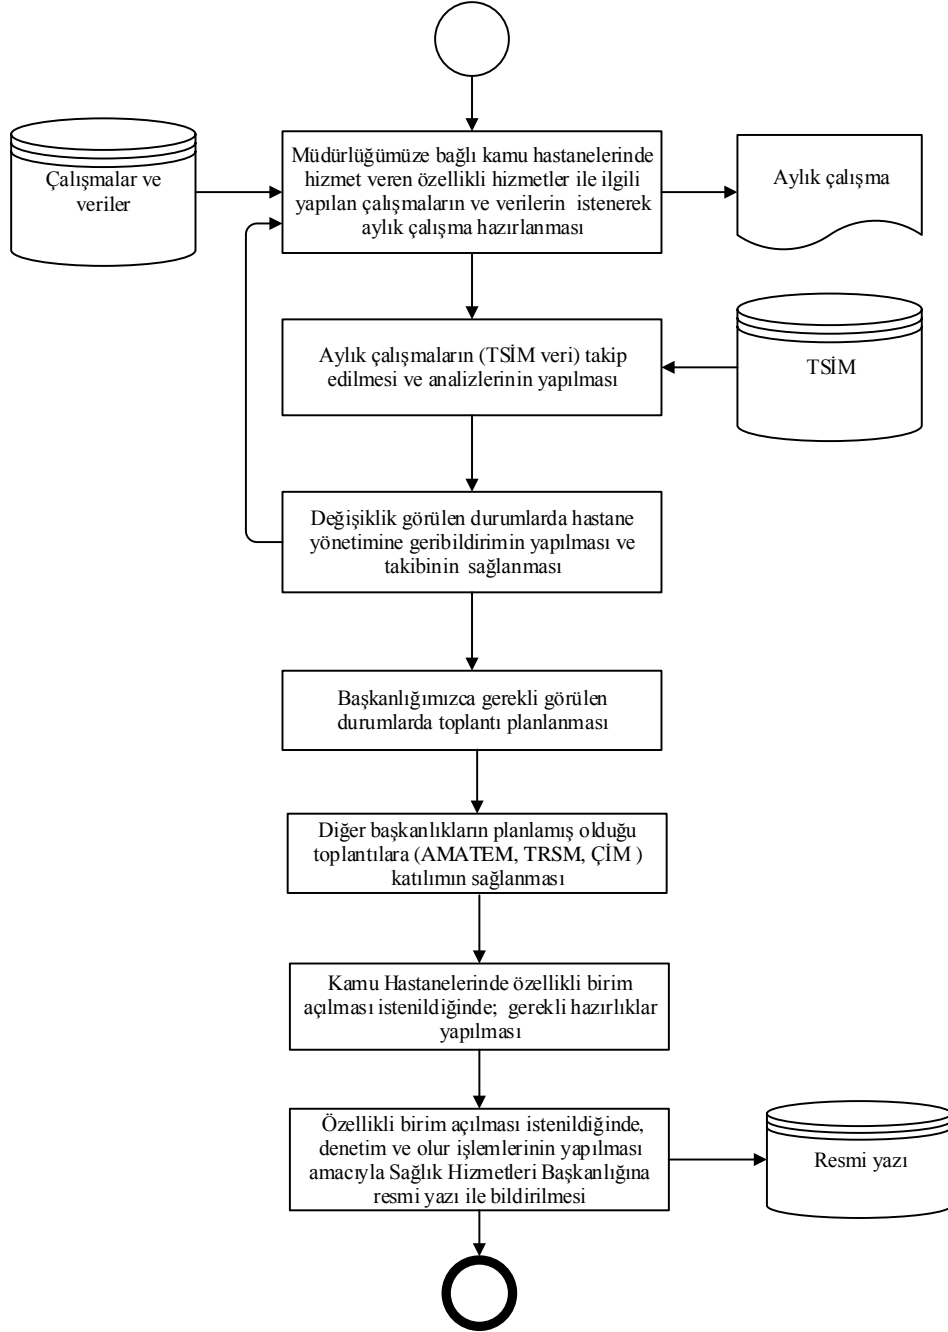 Çalışmalar ve
veriler
Müdürlüğümüze bağlı kamu hastanelerinde
hizmet veren özellikli hizmetler ile ilgili
yapılan çalışmaların ve verilerin istenerek
aylık çalışma hazırlanması
Aylık çalışma
Aylık çalışmaların (TSİM veri) takip
edilmesi ve analizlerinin yapılması
TSİM
Değişiklik görülen durumlarda hastane
yönetimine geribildirimin yapılması ve
takibinin sağlanması
Başkanlığımızca gerekli görülen
durumlarda toplantı planlanması
Diğer başkanlıkların planlamış olduğu
toplantılara (AMATEM, TRSM, ÇİM )
katılımın sağlanması
Kamu Hastanelerinde özellikli birim
açılması istenildiğinde; gerekli hazırlıklar
yapılması
Özellikli birim açılması istenildiğinde,
denetim ve olur işlemlerinin yapılması
amacıyla Sağlık Hizmetleri Başkanlığına
resmi yazı ile bildirilmesi
Resmi yazı